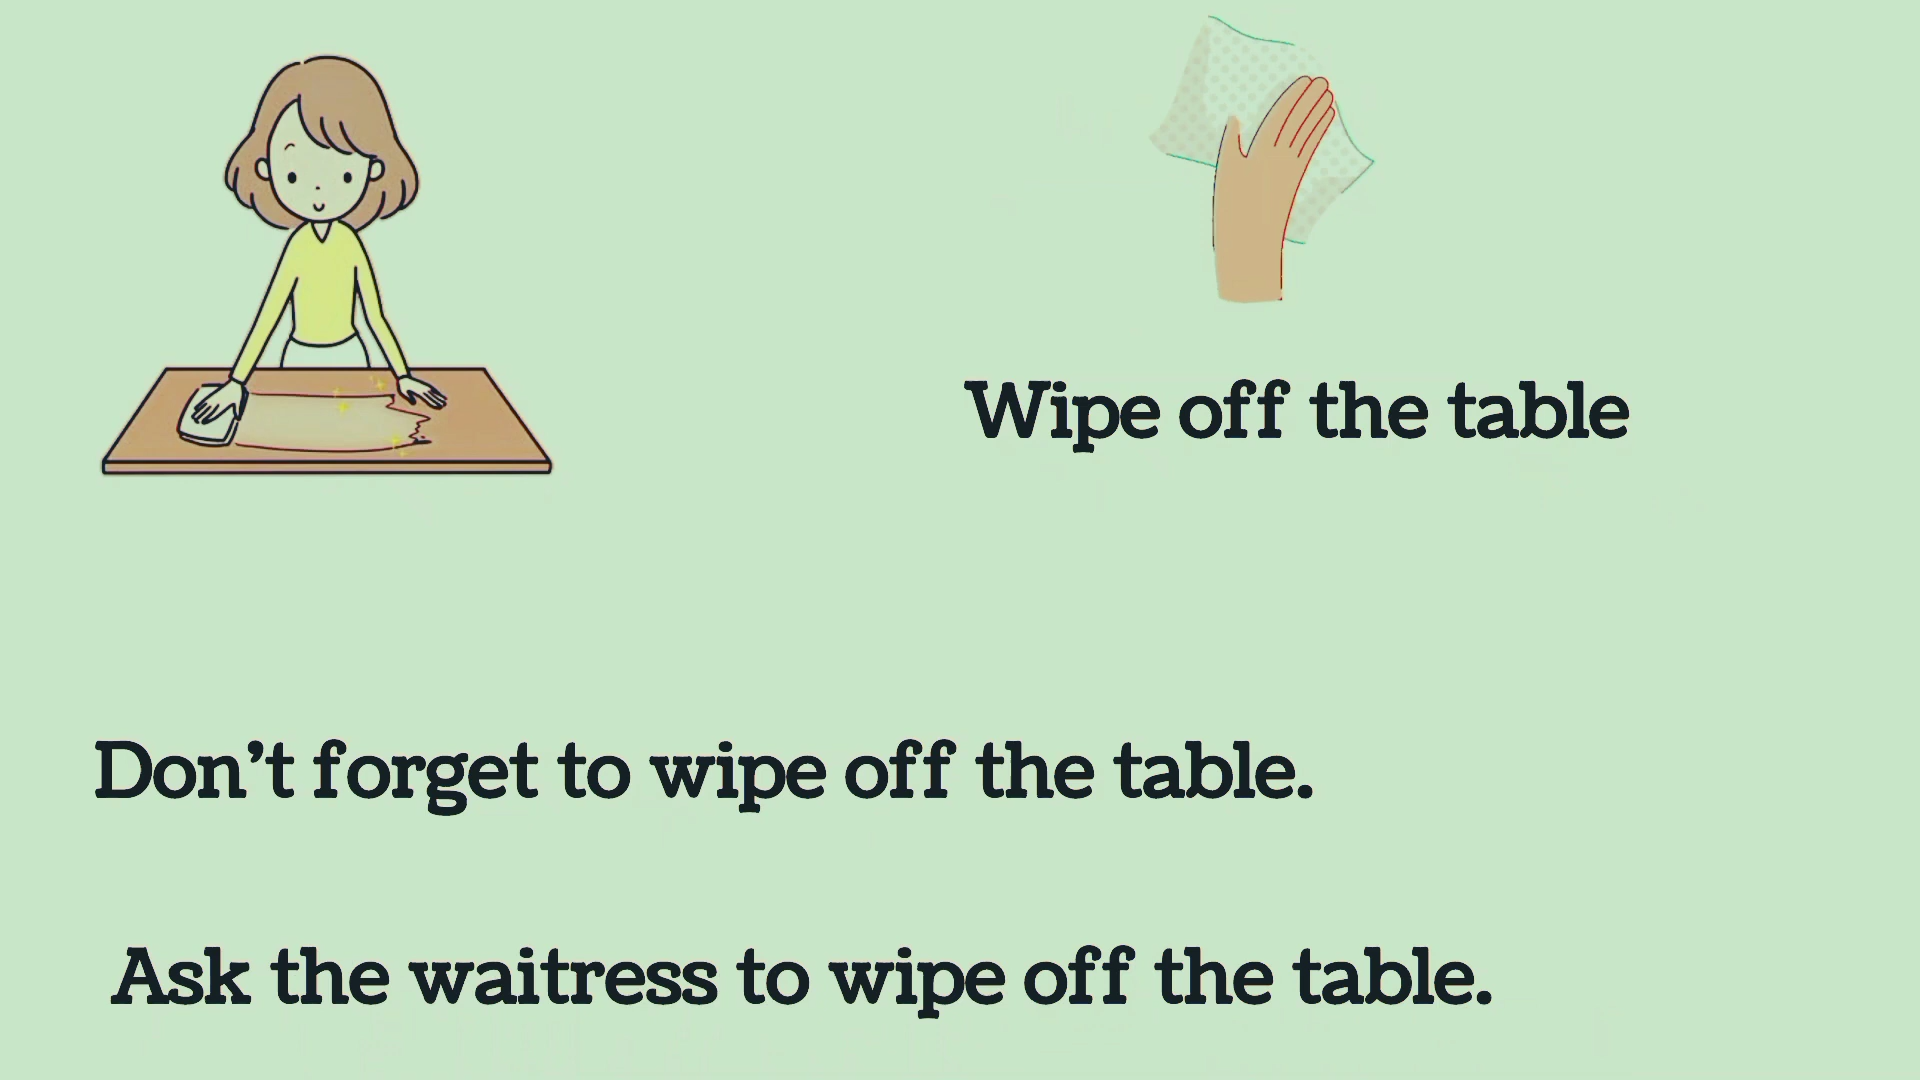 Wipe off the table
Don’t forget to wipe off the table.
Ask the waitress to wipe off the table.